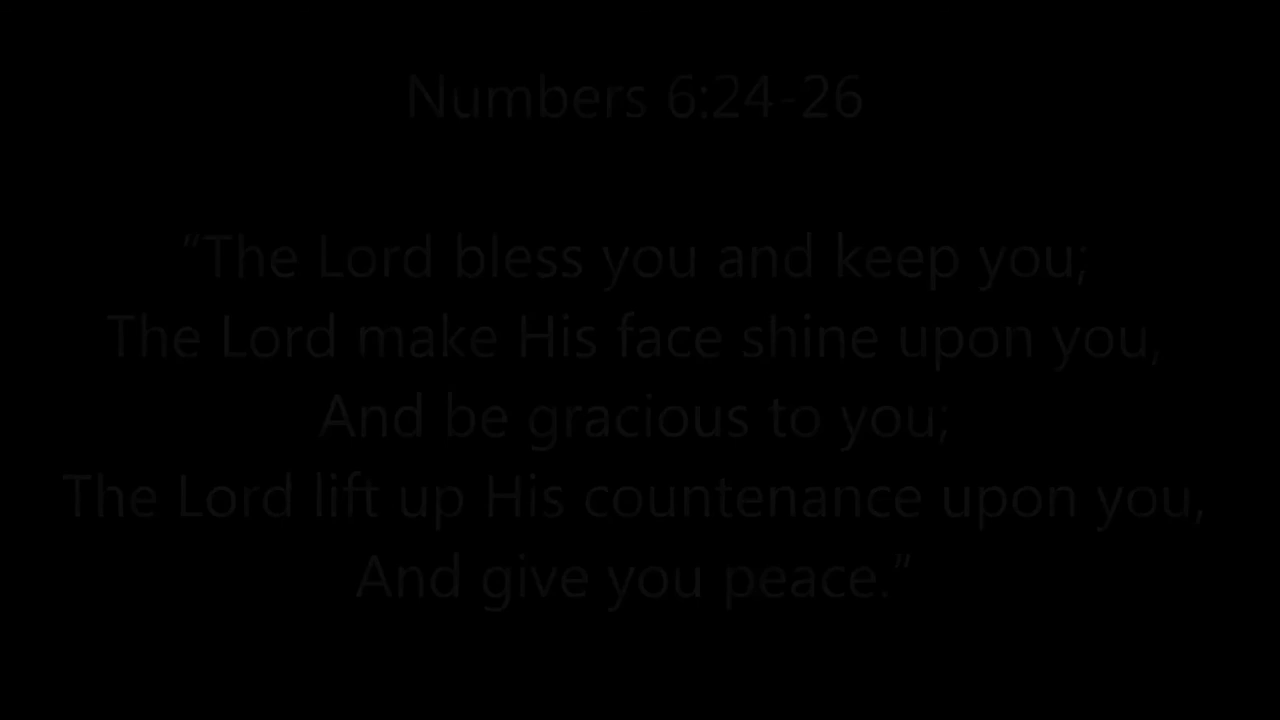 Numbers 6:24-26
“The Lord bless you and keep you;
The Lord make His face shine upon you,
And be gracious to you;
The Lord lift up His countenance upon you,
And give you peace.”